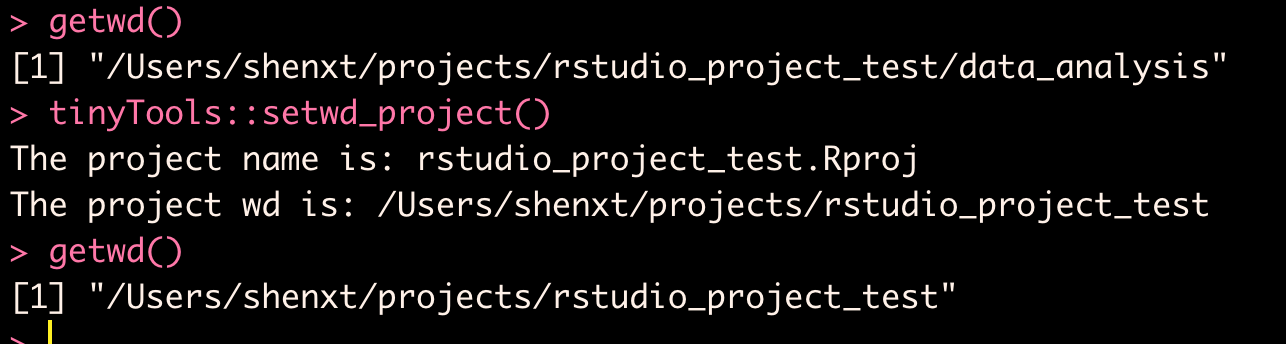 > getwd()
[1] "/Users/shenxt/projects/rstudio_project_test/data_analysis"
> tinyTools::setwd_project()
The project name is: rstudio_project_test.Rproj
The project wd is: /Users/shenxt/projects/rstudio_project_test
> getwd()
[1] "/Users/shenxt/projects/rstudio_project_test"
>